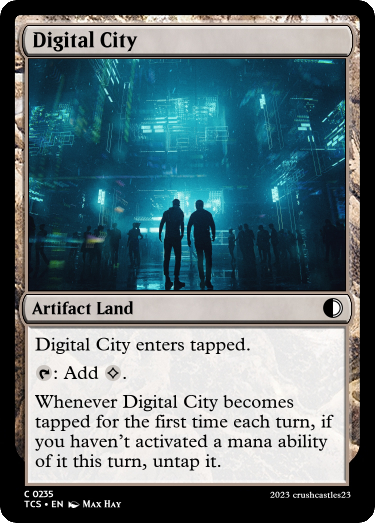 Digital City
Artifact Land
Digital City enters tapped.
: Add .
Whenever Digital City becomes
tapped for the first time each turn, if
you haven't activated a mana ability
of it this turn, untap it.
C 0235
TCS • EN Max Hay
2023 crushcastles23